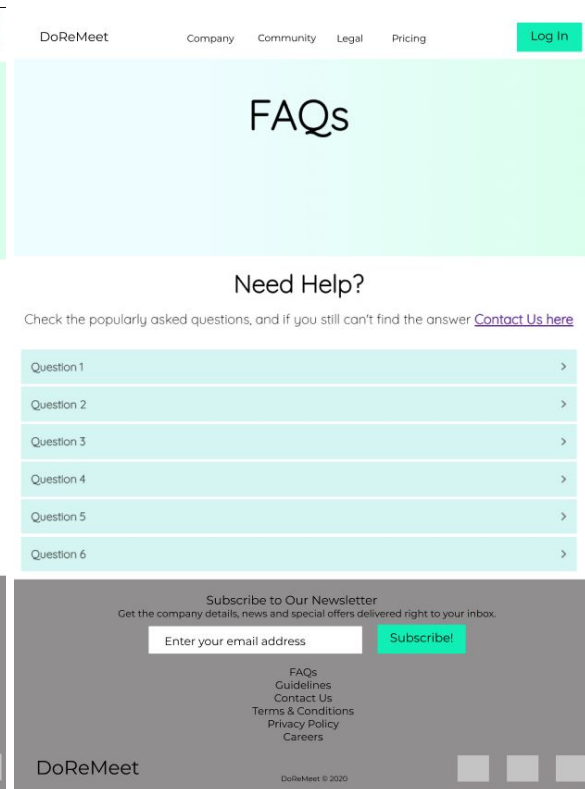 DoReMeet Company Community Legal Pricing Log In
FAQs
Need Help?
Check the popularly asked questions, and if you still can't find the answer Contact Us here
Question 1
Question 2
Question 3
Question 4
Question 5
Question 6
Subscribe to Our Newsletter
Get the company details, news and special offers delivered right to your inbox.
Enter your email address Subscribe!
FAQs
Guidelines
Contact Us
Terms & Conditions
Privacy Policy
Careers
DoReMeet
DoReMeet © 2020